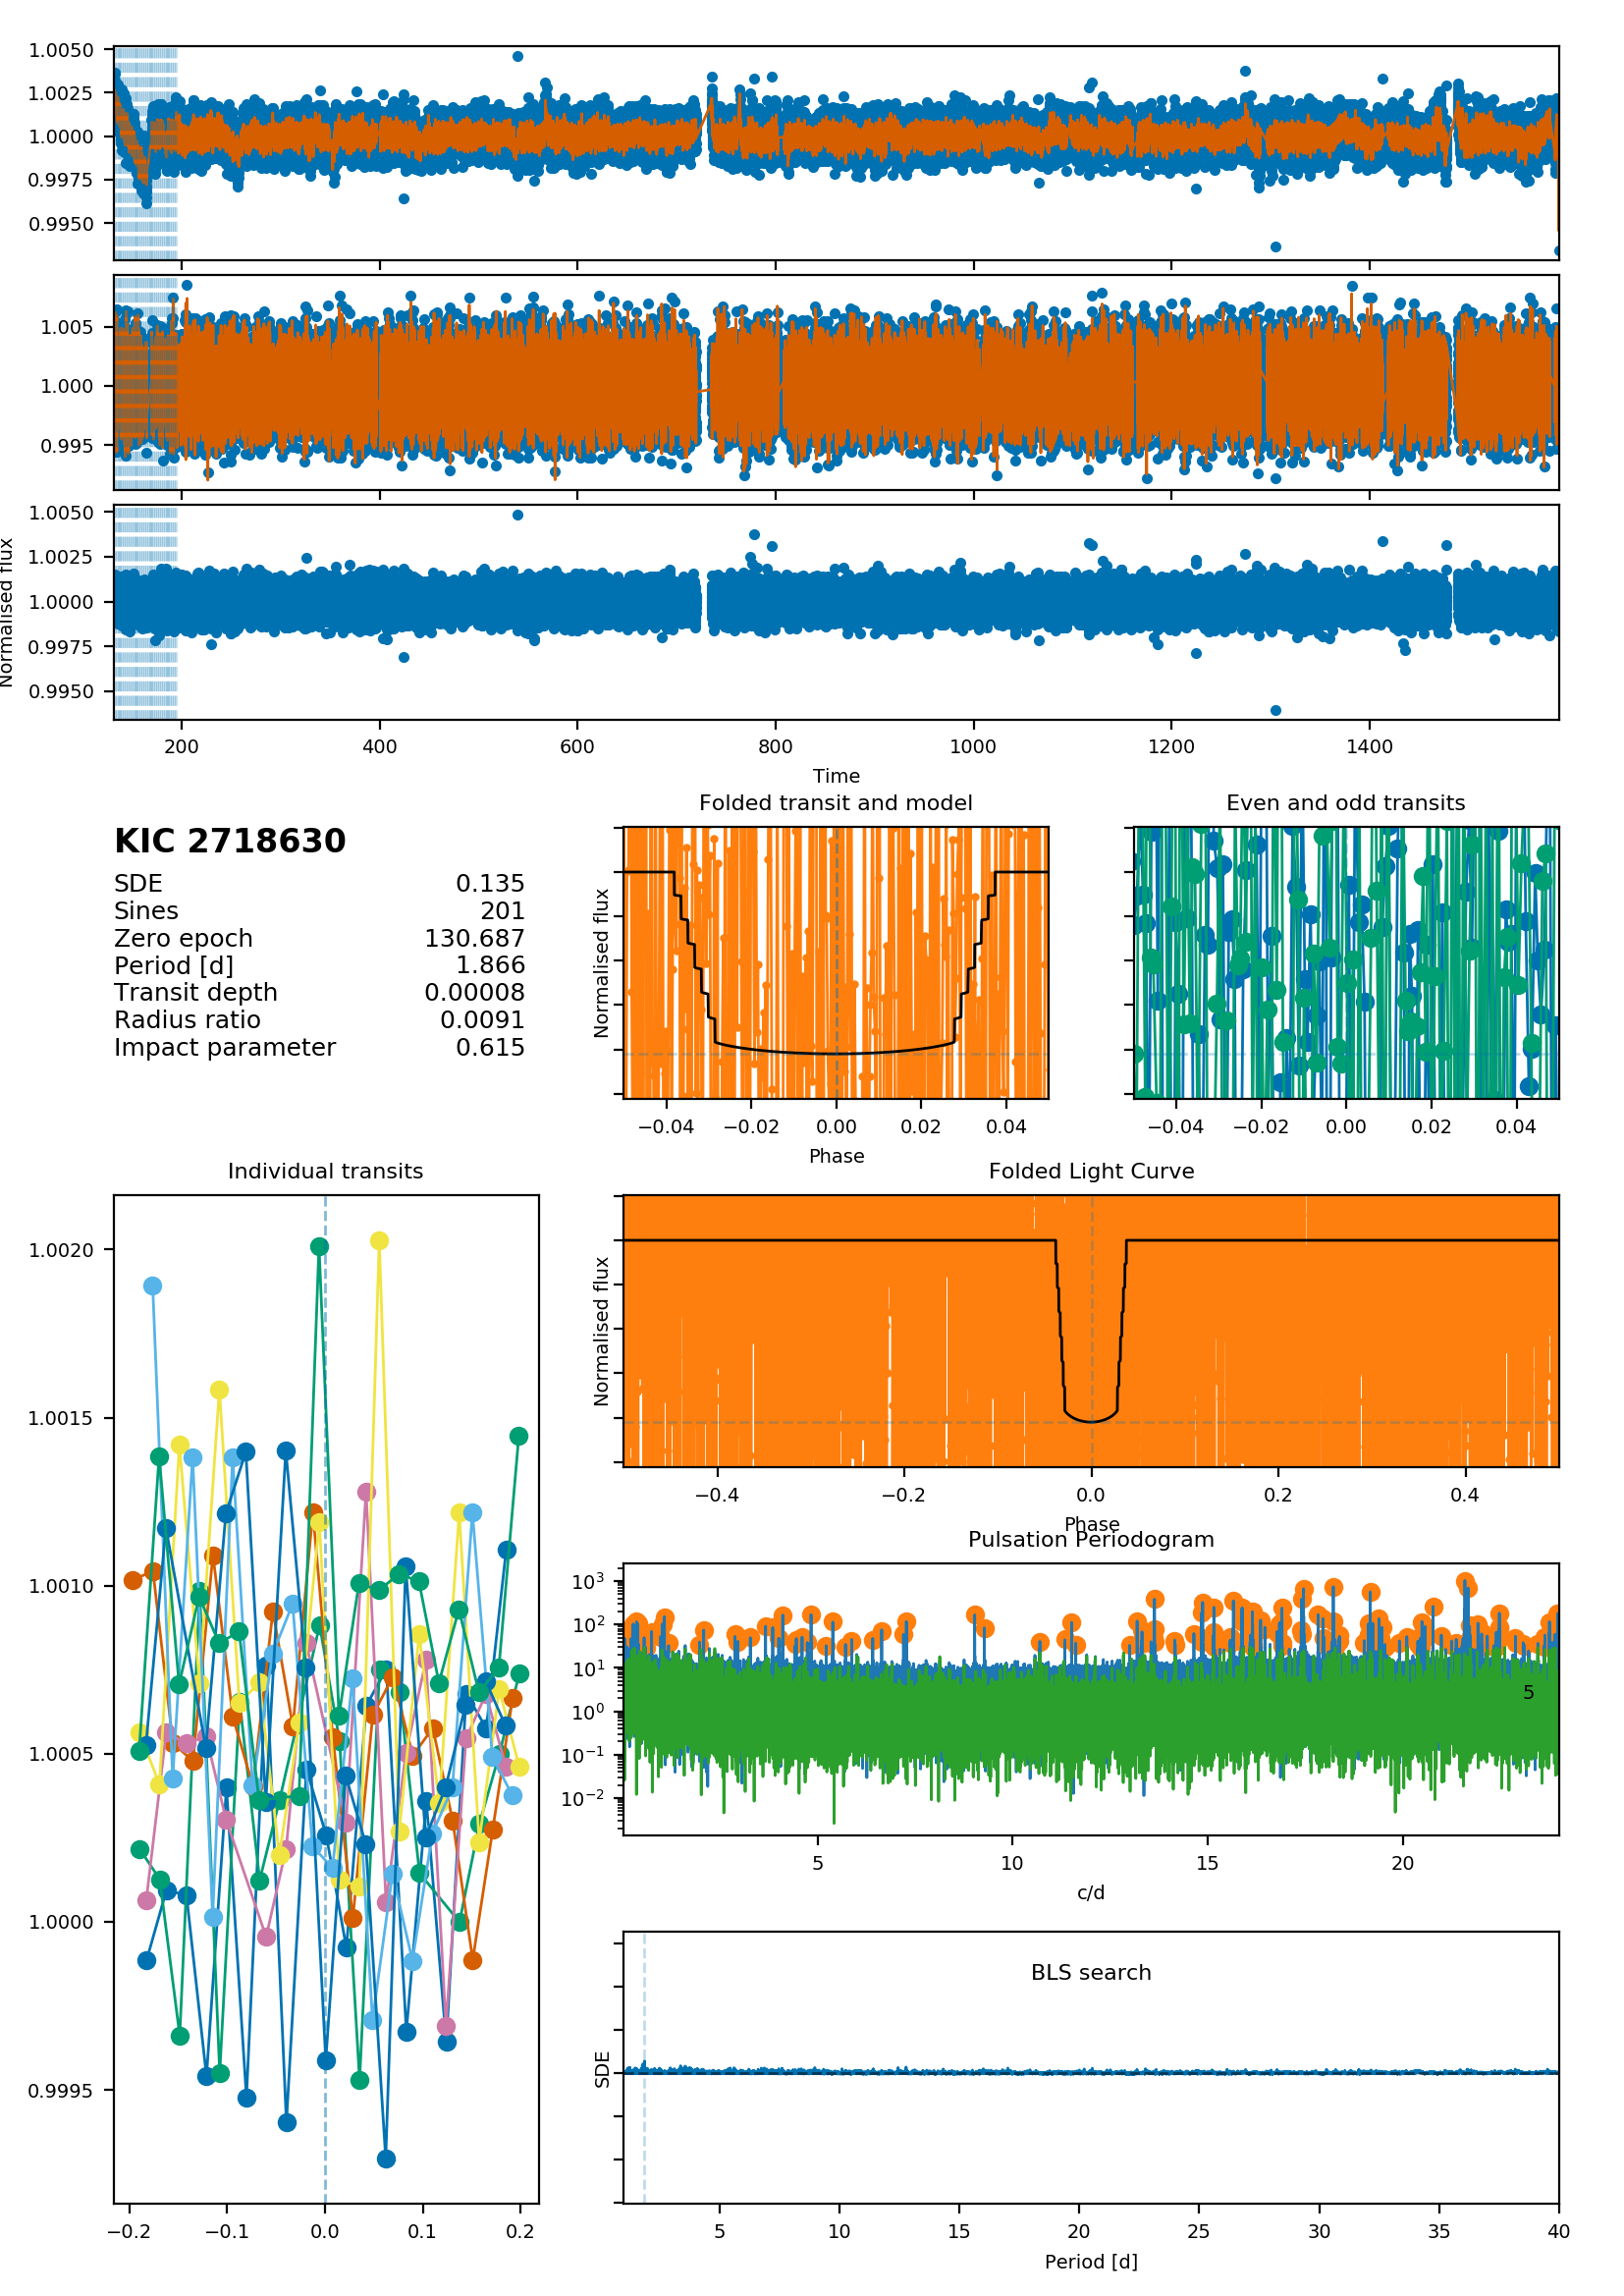 1.0050
1.0025
1.0000
0.9975
0.9950
1.005
1.000
0.995
1.0050
1.0025
1.0000
0.9975
0.9950
Normalised flux
200 400 600 800 1000 1200 1400
Time
KIC 2718630
SDE 0.135
Sines 201
Zero epoch 130.687
Period [d] 1.866
Transit depth 0.00008
Radius ratio 0.0091
Impact parameter 0.615
Folded transit and model
Normalised flux
−0.04 −0.02 0.00 0.02 0.04
Phase
Even and odd transits
−0.04 −0.02 0.00 0.02 0.04
Individual transits
1.0020
1.0015
1.0010
1.0005
1.0000
0.9995
−0.2 −0.1 0.0 0.1 0.2
Folded Light Curve
Normalised flux
−0.4 −0.2 0.0 0.2 0.4
Phase
Pulsation Periodogram
10³
10²
10¹
10⁰
10⁻¹
10⁻²
5
5 10 15 20
c/d
BLS search
SDE
5 10 15 20 25 30 35 40
Period [d]